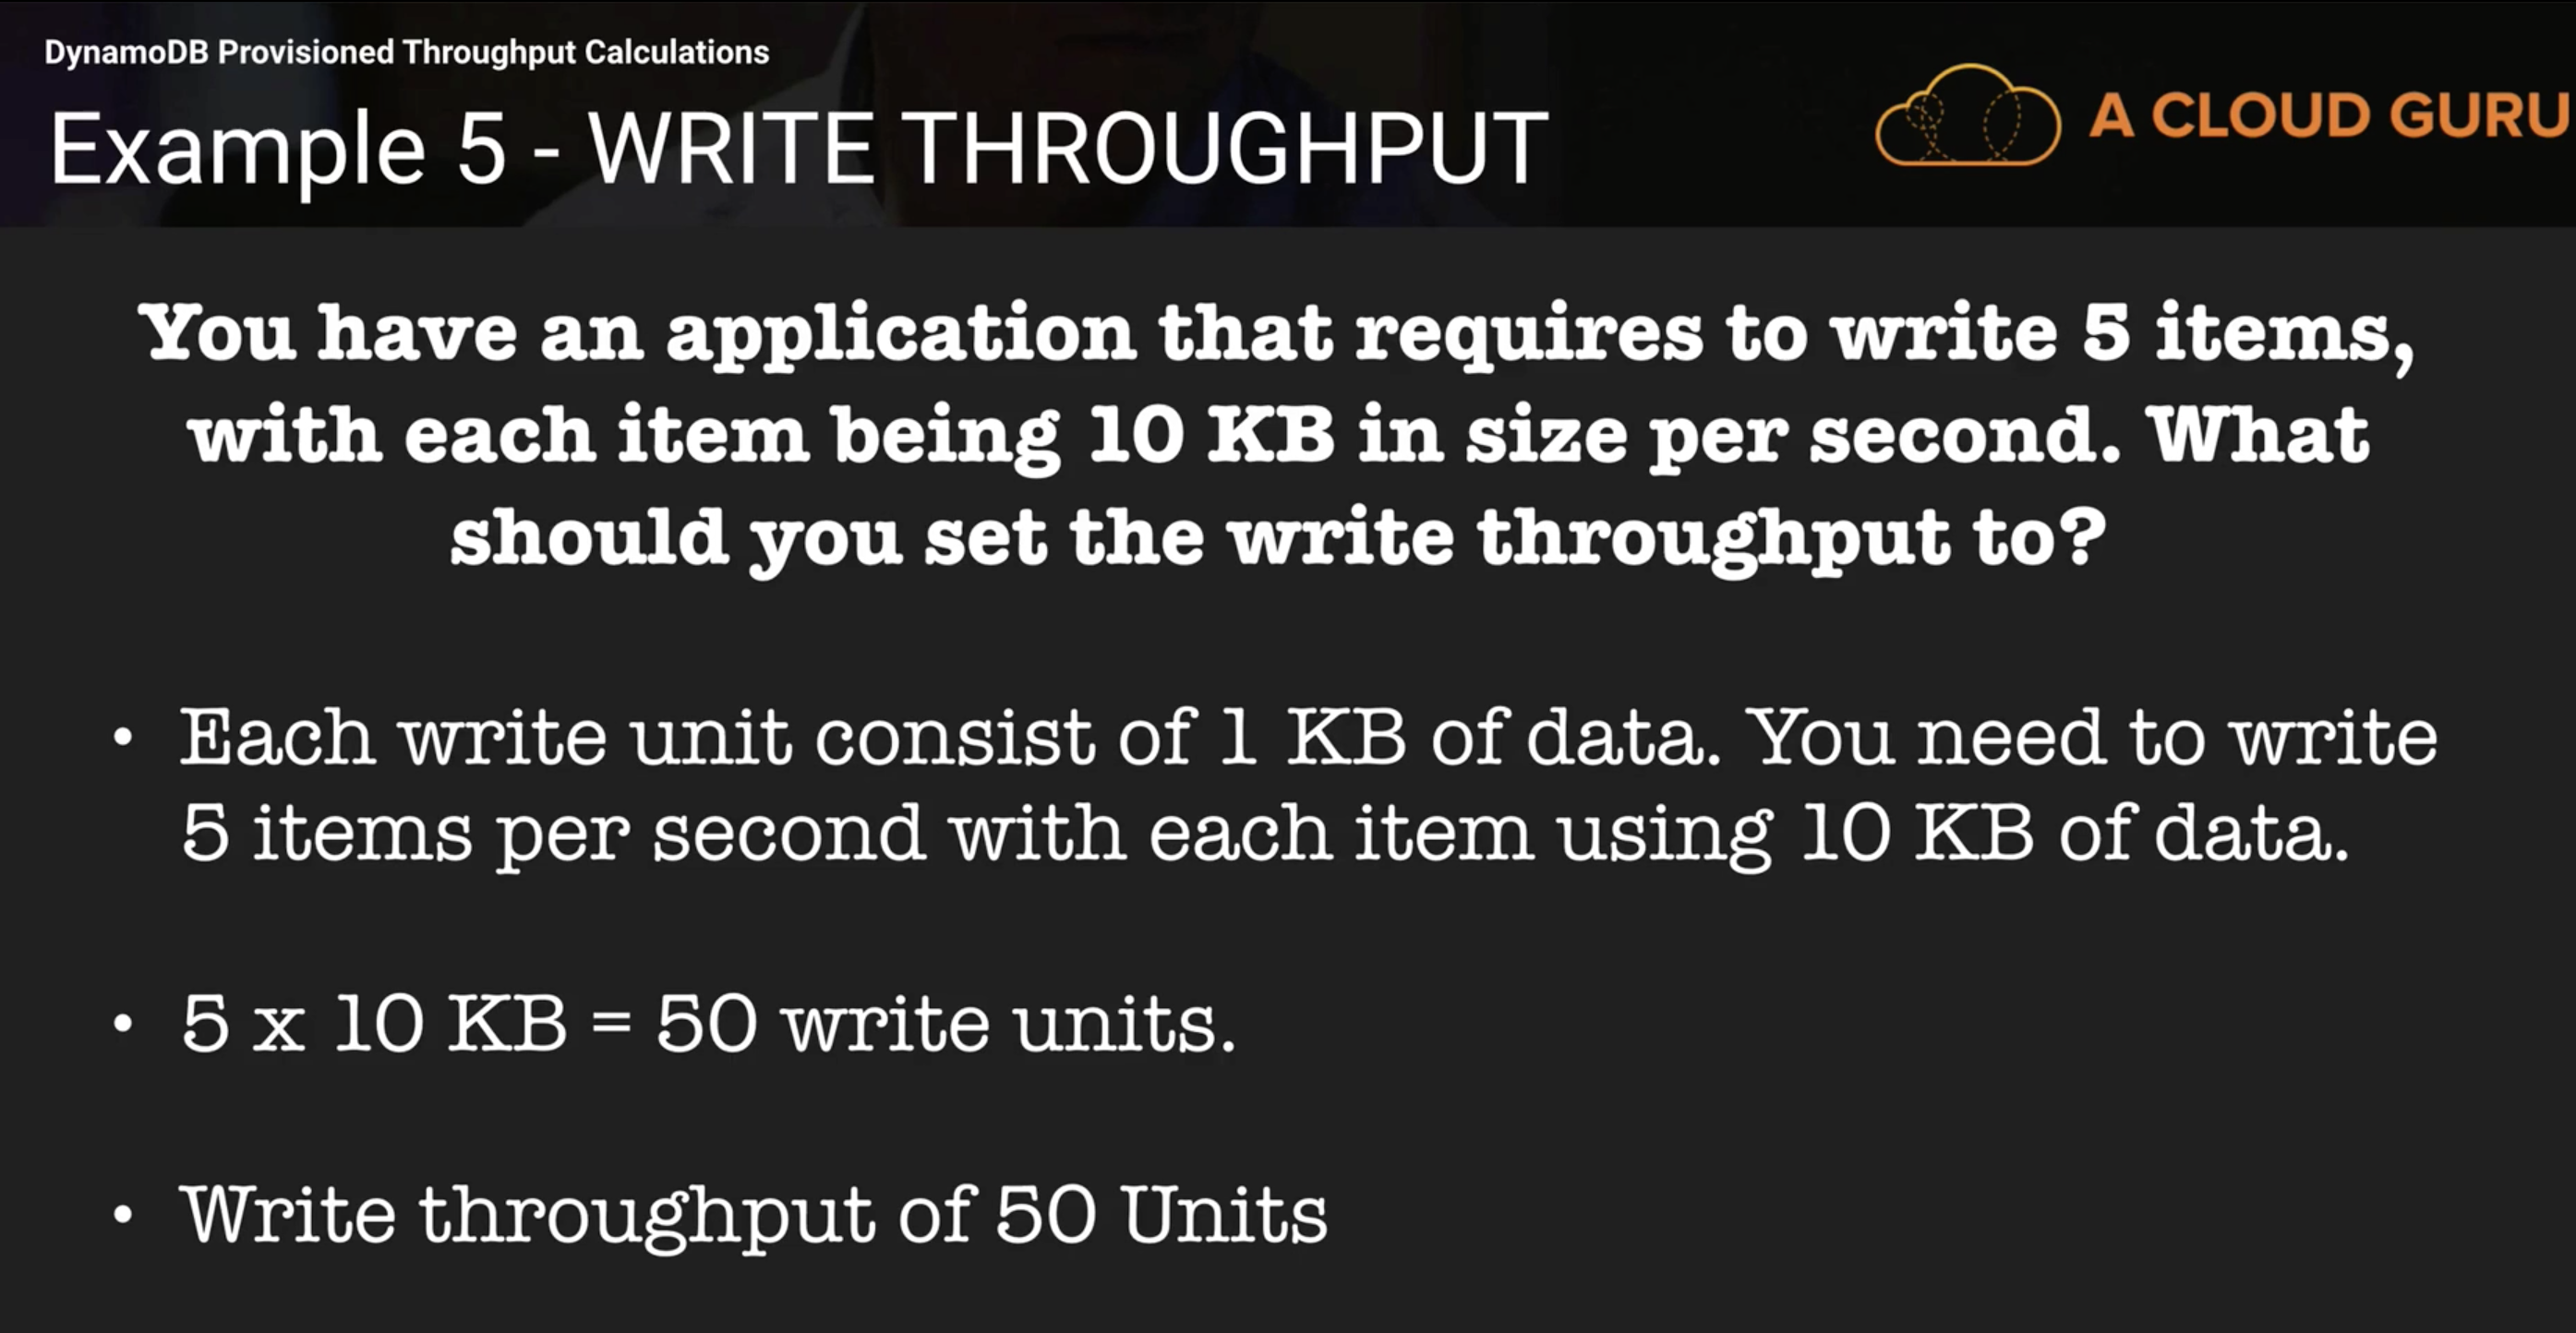 DynamoDB Provisioned Throughput Calculations
Example 5 - WRITE THROUGHPUT
A CLOUD GURU
You have an application that requires to write 5 items,
with each item being 10 KB in size per second. What
should you set the write throughput to?
• Each write unit consist of 1 KB of data. You need to write
5 items per second with each item using 10 KB of data.
• 5 x 10 KB = 50 write units.
• Write throughput of 50 Units